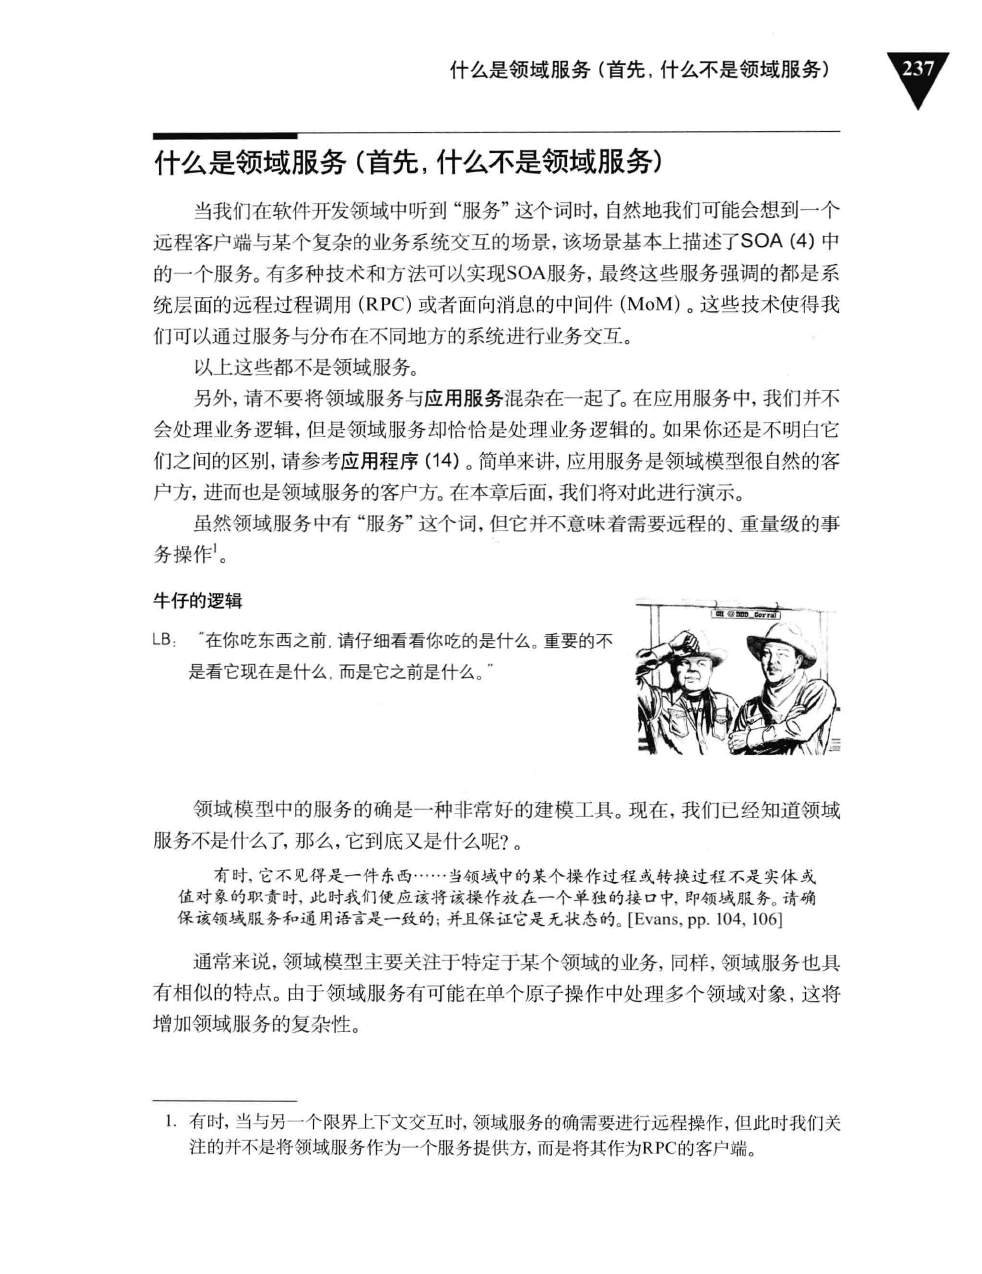 什么是领域服务（首先，什么不是领域服务）
237
什么是领域服务（首先，什么不是领域服务）
当我们在软件开发领域中听到“服务”这个词时，自然地我们可能会想到一个
远程客户端与某个复杂的业务系统交互的场景，该场景基本上描述了SOA（4）中
的一个服务。有多种技术和方法可以实现SOA服务，最终这些服务强调的都是系
统层面的远程过程调用（RPC）或者面向消息的中间件（MoM）。这些技术使得我
们可以通过服务与分布在不同地方的系统进行业务交互。
以上这些都不是领域服务。
另外，请不要将领域服务与应用服务混杂在一起了。在应用服务中，我们并不
会处理业务逻辑，但是领域服务却恰恰是处理业务逻辑的。如果你还是不明白它
们之间的区别，请参考应用程序（14）。简单来讲，应用服务是领域模型很自然的客
户方，进而也是领域服务的客户方。在本章后面，我们将对此进行演示。
虽然领域服务中有“服务”这个词，但它并不意味着需要远程的、重量级的事
务操作1。
牛仔的逻辑
LB：“在你吃东西之前，请仔细看看你吃的是什么。重要的不
是看它现在是什么，而是它之前是什么。”
领域模型中的服务的确是一种非常好的建模工具。现在，我们已经知道领域
服务不是什么了，那么，它到底又是什么呢？。
有时，它不见得是一件东西……当领域中的某个操作过程或转换过程不是实体或
值对象的职责时，此时我们便应该将该操作放在一个单独的接口中，即领域服务。请确
保该领域服务和通用语言是一致的；并且保证它是无状态的。[Evans, pp. 104, 106]
通常来说，领域模型主要关注于特定于某个领域的业务，同样，领域服务也具
有相似的特点。由于领域服务有可能在单个原子操作中处理多个领域对象，这将
增加领域服务的复杂性。
1. 有时，当与另一个限界上下文交互时，领域服务的确需要进行远程操作，但此时我们关
注的并不是将领域服务作为一个服务提供方，而是将其作为RPC的客户端。